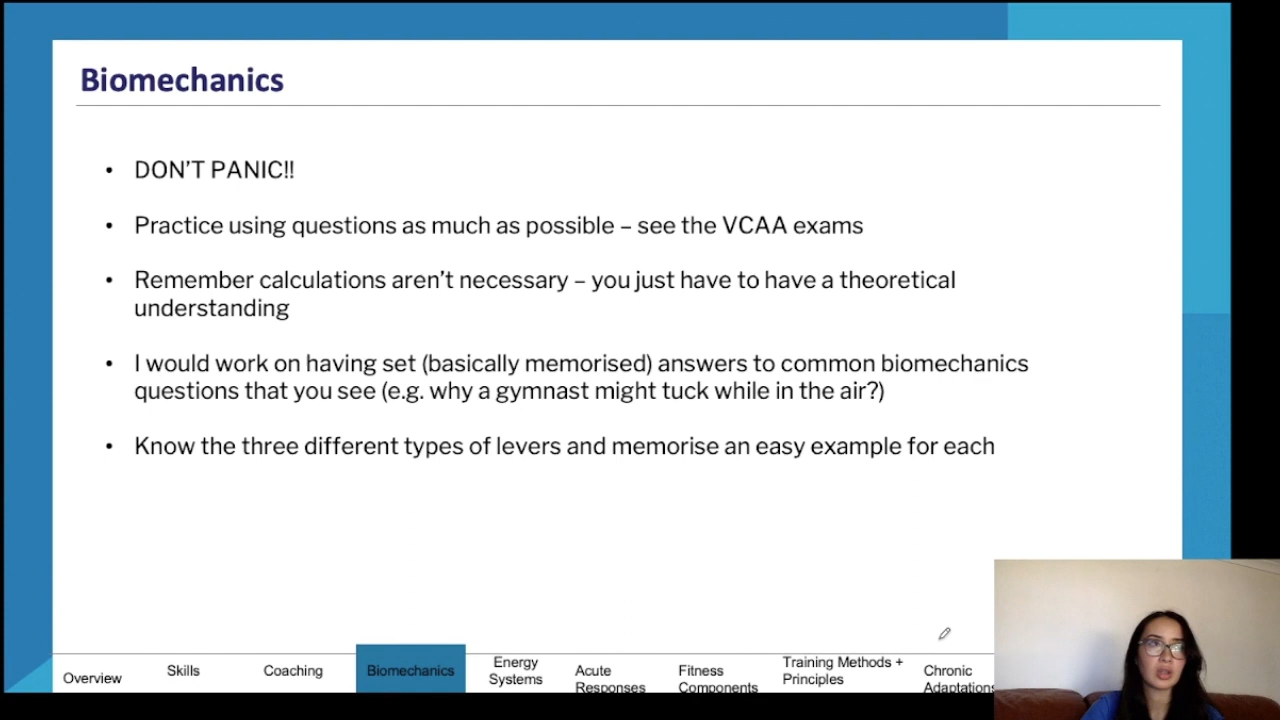 Biomechanics
• DON'T PANIC!!
• Practice using questions as much as possible – see the VCAA exams
• Remember calculations aren't necessary – you just have to have a theoretical
understanding
• I would work on having set (basically memorised) answers to common biomechanics
questions that you see (e.g. why a gymnast might tuck while in the air?)
• Know the three different types of levers and memorise an easy example for each
Overview
Skills
Coaching
Biomechanics
Energy
Systems
Acute
Responses
Fitness
Components
Training Methods +
Principles
Chronic
Adaptations